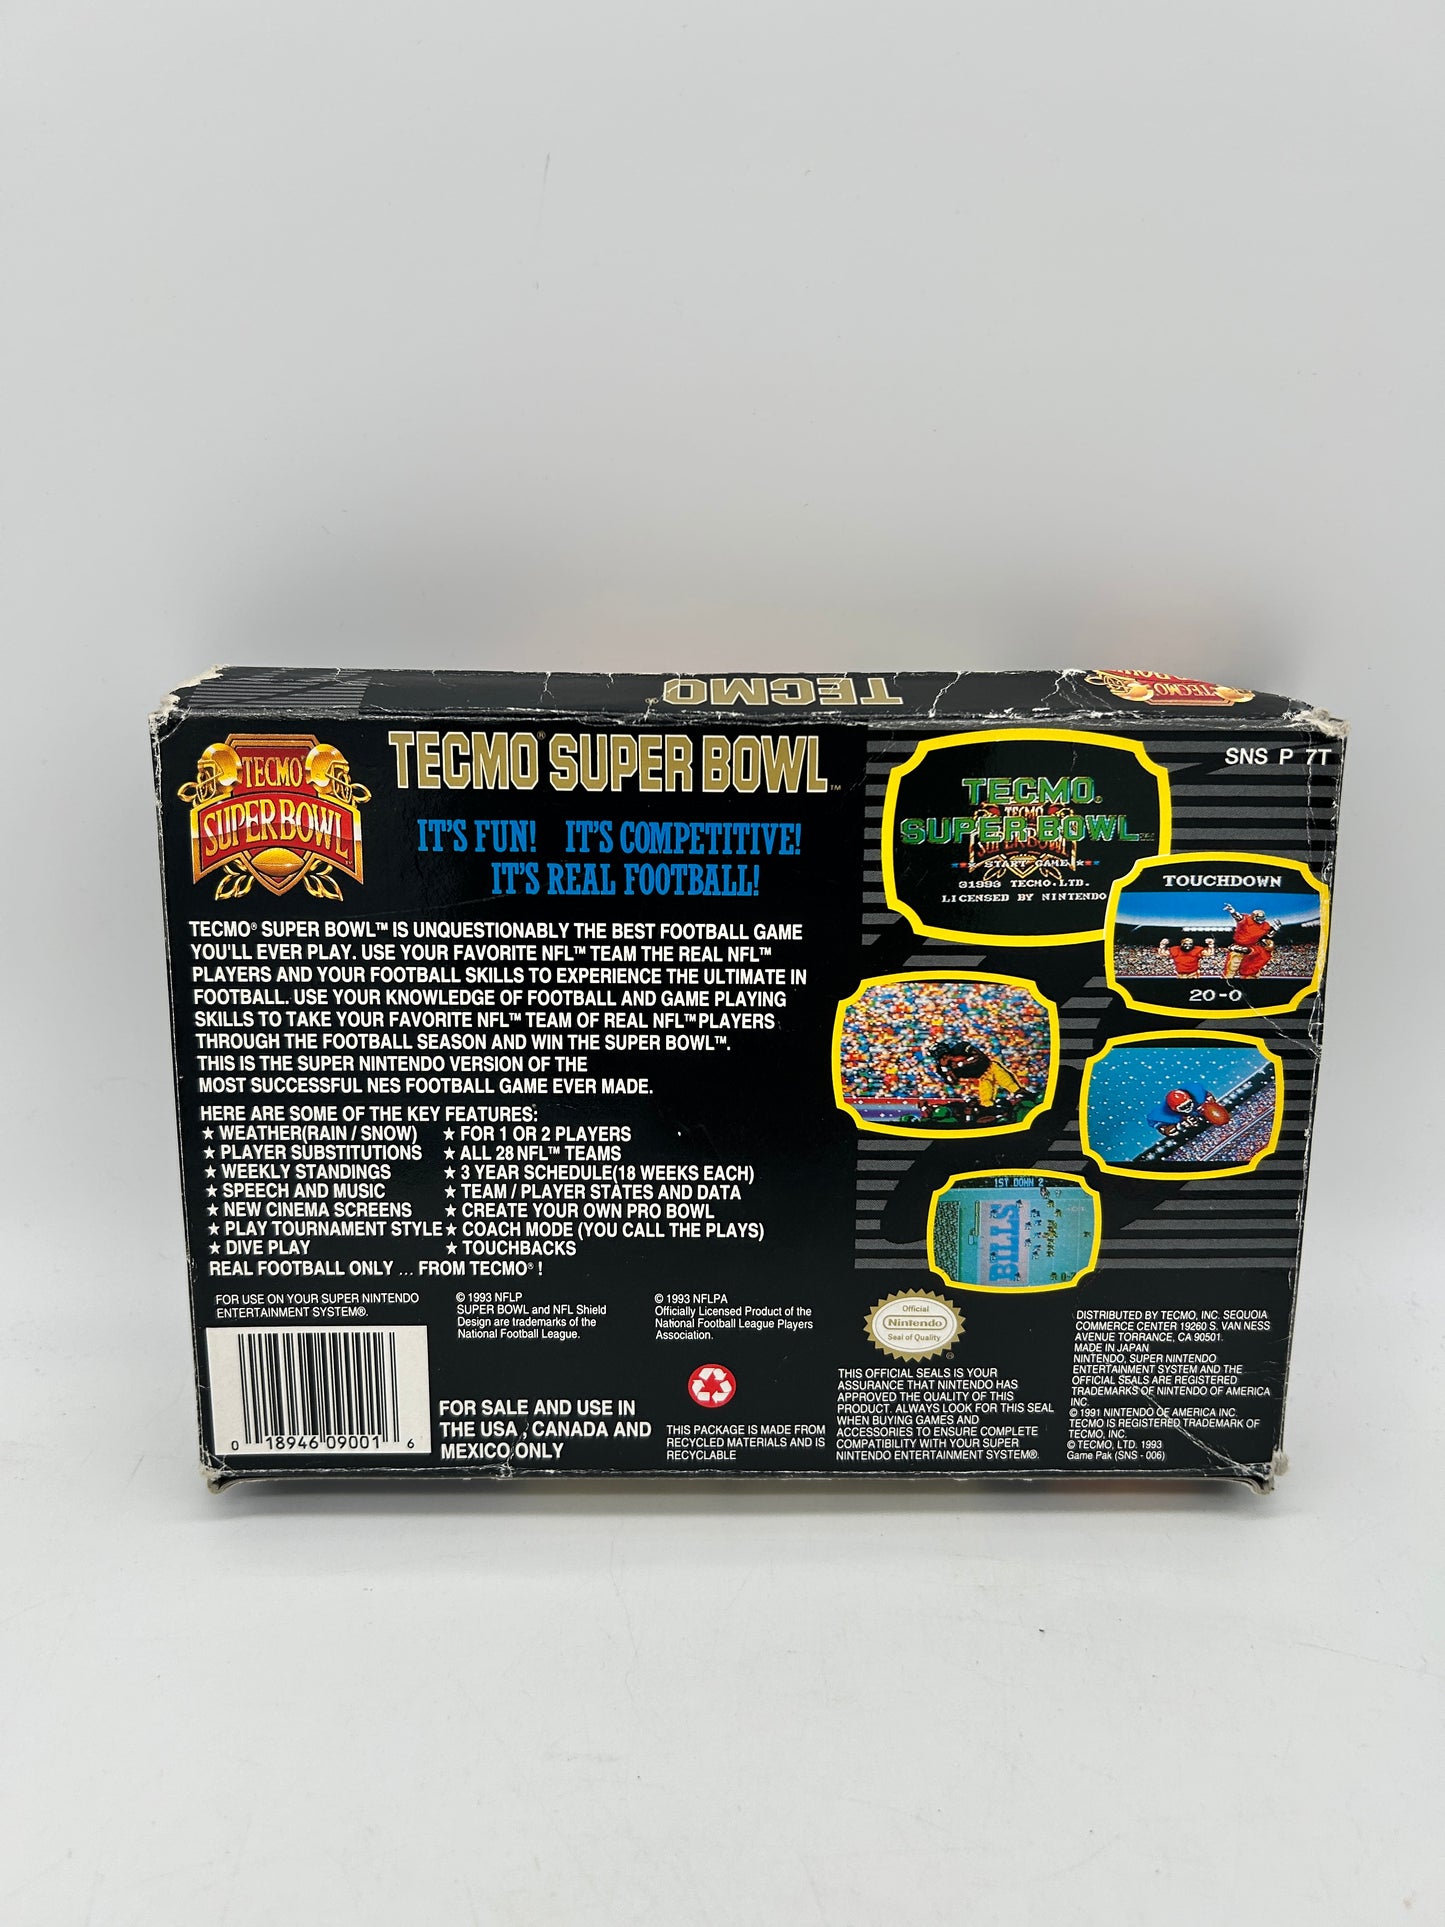 TECMO
TECMO
TECMO
SUPER BOWL
TECMO® SUPER BOWL™
IT'S FUN! IT'S COMPETITIVE!
IT'S REAL FOOTBALL!
TECMO® SUPER BOWL™ IS UNQUESTIONABLY THE BEST FOOTBALL GAME
YOU'LL EVER PLAY. USE YOUR FAVORITE NFL™ TEAM THE REAL NFL™
PLAYERS AND YOUR FOOTBALL SKILLS TO EXPERIENCE THE ULTIMATE IN
FOOTBALL. USE YOUR KNOWLEDGE OF FOOTBALL AND GAME PLAYING
SKILLS TO TAKE YOUR FAVORITE NFL™ TEAM OF REAL NFL™ PLAYERS
THROUGH THE FOOTBALL SEASON AND WIN THE SUPER BOWL™.
THIS IS THE SUPER NINTENDO VERSION OF THE
MOST SUCCESSFUL NES FOOTBALL GAME EVER MADE.
HERE ARE SOME OF THE KEY FEATURES:
★ WEATHER(RAIN / SNOW)
★ PLAYER SUBSTITUTIONS
★ WEEKLY STANDINGS
★ SPEECH AND MUSIC
★ NEW CINEMA SCREENS
★ PLAY TOURNAMENT STYLE
★ DIVE PLAY
★ FOR 1 OR 2 PLAYERS
★ ALL 28 NFL™ TEAMS
★ 3 YEAR SCHEDULE(18 WEEKS EACH)
★ TEAM / PLAYER STATES AND DATA
★ CREATE YOUR OWN PRO BOWL
★ COACH MODE (YOU CALL THE PLAYS)
★ TOUCHBACKS
REAL FOOTBALL ONLY ... FROM TECMO® !
SNS P 7T
TECMO®
SUPER BOWL™
TECMO
SUPER BOWL
★ START GAME ★
©1993 TECMO.LTD.
LICENSED BY NINTENDO
TOUCHDOWN
20-0
1ST DOWN 2
BILLS
FOR USE ON YOUR SUPER NINTENDO
ENTERTAINMENT SYSTEM®.
© 1993 NFLP
SUPER BOWL and NFL Shield
Design are trademarks of the
National Football League.
© 1993 NFLPA
Officially Licensed Product of the
National Football League Players
Association.
0 18946 09001 6
FOR SALE AND USE IN
THE USA, CANADA AND
MEXICO ONLY
THIS PACKAGE IS MADE FROM
RECYCLED MATERIALS AND IS
RECYCLABLE
Official
Nintendo
Seal of Quality
®
THIS OFFICIAL SEALS IS YOUR
ASSURANCE THAT NINTENDO HAS
APPROVED THE QUALITY OF THIS
PRODUCT. ALWAYS LOOK FOR THIS SEAL
WHEN BUYING GAMES AND
ACCESSORIES TO ENSURE COMPLETE
COMPATIBILITY WITH YOUR SUPER
NINTENDO ENTERTAINMENT SYSTEM®.
DISTRIBUTED BY TECMO, INC. SEQUOIA
COMMERCE CENTER 19260 S. VAN NESS
AVENUE TORRANCE, CA 90501.
MADE IN JAPAN
NINTENDO, SUPER NINTENDO
ENTERTAINMENT SYSTEM AND THE
OFFICIAL SEALS ARE REGISTERED
TRADEMARKS OF NINTENDO OF AMERICA
INC.
© 1991 NINTENDO OF AMERICA INC.
TECMO IS REGISTERED TRADEMARK OF
TECMO, INC.
© TECMO, LTD. 1993
Game Pak (SNS - 006)